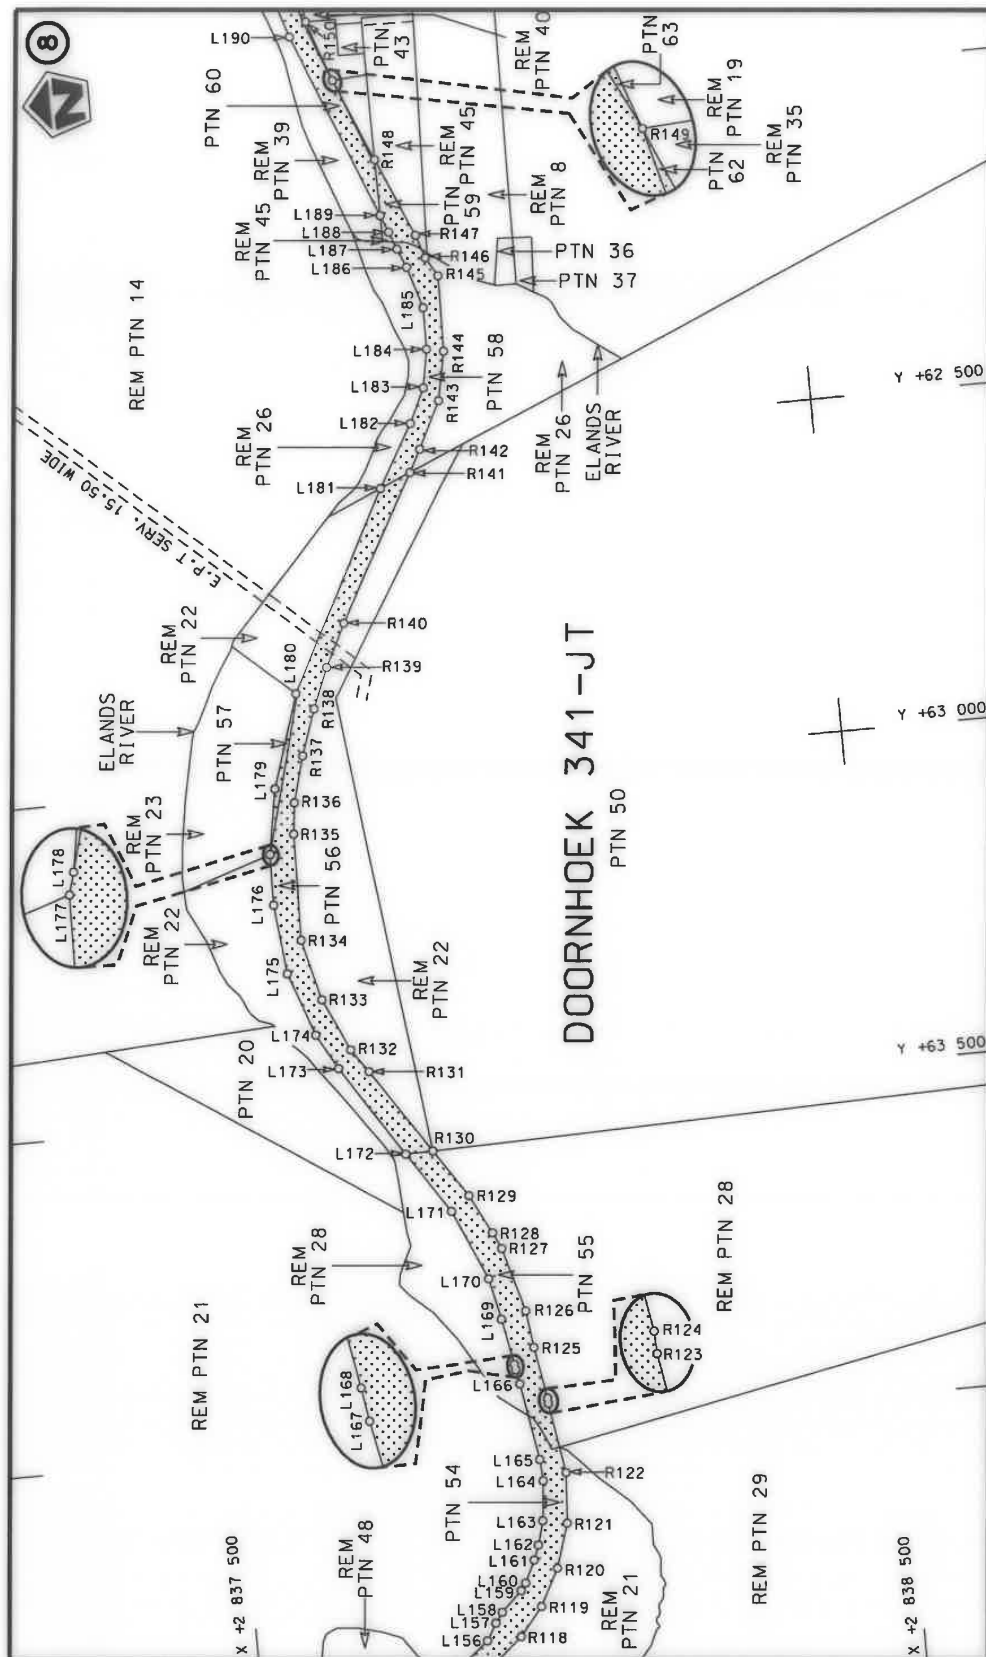 8
N
L190
R150
PTN 43
REM PTN 40
PTN 63
PTN 60
REM PTN 39
R148
REM PTN 45
REM PTN 19
R149
PTN 62
REM PTN 35
L189
L188
L187
L186
REM PTN 45
PTN 59
REM PTN 8
R147
R146
R145
PTN 36
PTN 37
REM PTN 14
L185
L184
L183
L182
R144
R143
PTN 58
Y +62 500
REM PTN 26
R142
R141
REM PTN 26
ELANDS RIVER
L181
E.P.T SERV. 15.50 WIDE
REM PTN 22
L180
R140
R139
R138
R137
ELANDS RIVER
PTN 57
Y +63 000
L179
R136
R135
REM PTN 23
L178
L177
L176
PTN 56
DOORNHOEK 341-JT
PTN 50
REM PTN 22
R134
L175
R133
REM PTN 22
L174
R132
L173
R131
PTN 20
Y +63 500
L172
R130
R129
L171
R128
R127
REM PTN 28
L170
PTN 55
REM PTN 28
L169
R126
R125
R124
R123
REM PTN 21
L168
L167
L166
L165
L164
R122
PTN 54
L163
R121
L162
L161
R120
L160
L159
L158
L157
L156
R119
R118
REM PTN 48
REM PTN 21
REM PTN 29
X +2 837 500
X +2 838 500